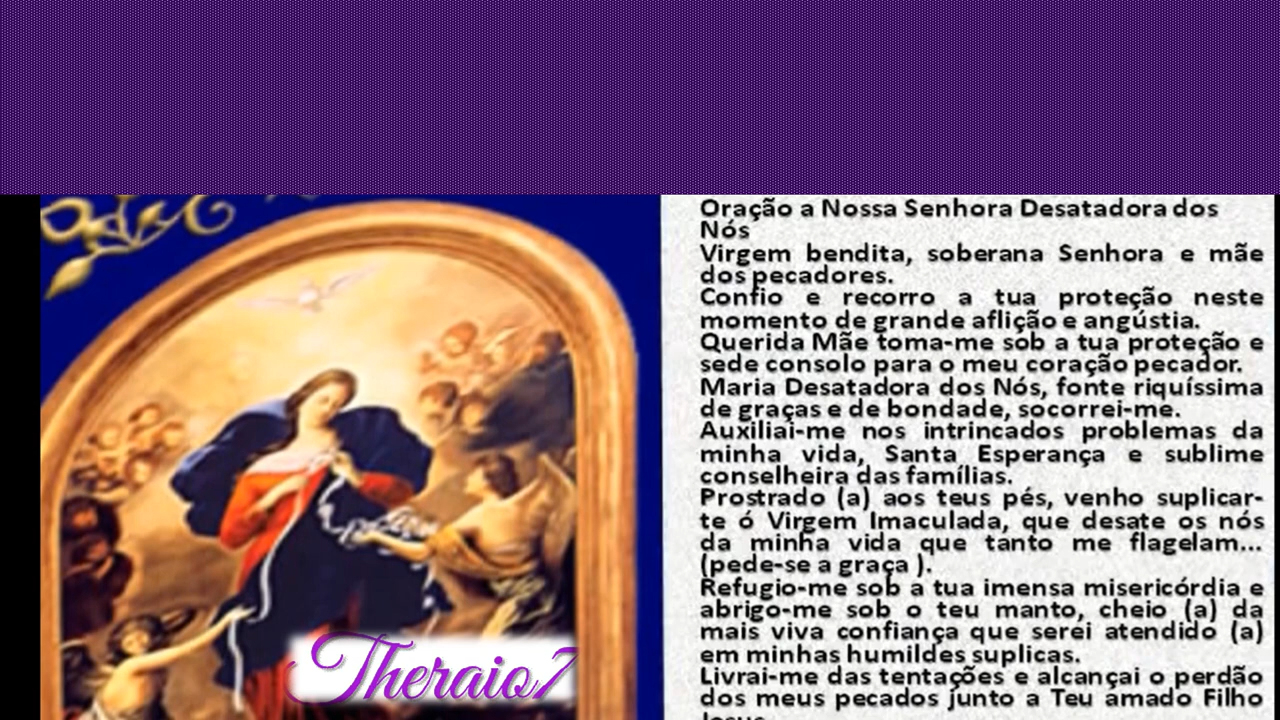 Oração a Nossa Senhora Desatadora dos
Nós
Virgem bendita, soberana Senhora e mãe
dos pecadores.
Confio e recorro a tua proteção neste
momento de grande aflição e angústia.
Querida Mãe toma-me sob a tua proteção e
sede consolo para o meu coração pecador.
Maria Desatadora dos Nós, fonte riquíssima
de graças e de bondade, socorrei-me.
Auxiliai-me nos intrincados problemas da
minha vida, Santa Esperança e sublime
conselheira das famílias.
Prostrado (a) aos teus pés, venho suplicar-
te ó Virgem Imaculada, que desate os nós
da minha vida que tanto me flagelam...
(pede-se a graça ).
Refugio-me sob a tua imensa misericórdia e
abrigo-me sob o teu manto, cheio (a) da
mais viva confiança que serei atendido (a)
em minhas humildes suplicas.
Livrai-me das tentações e alcançai o perdão
dos meus pecados junto a Teu amado Filho
Theraio7